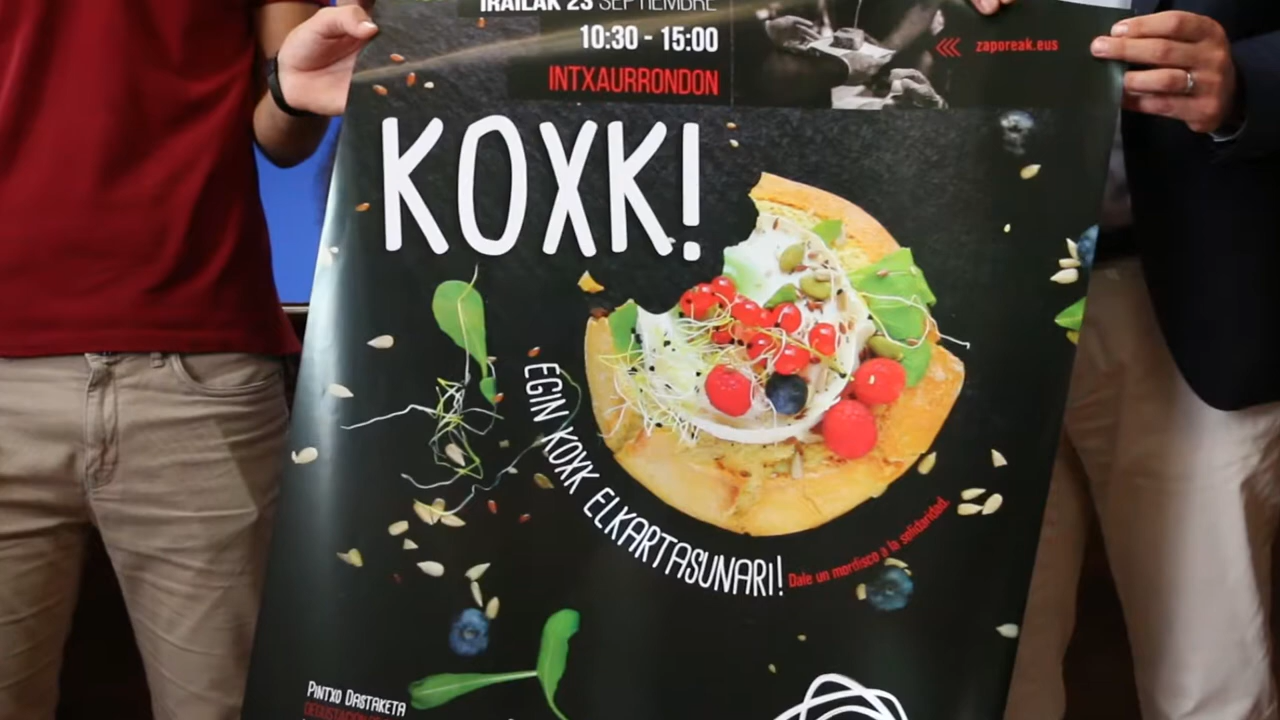 IRAILAK 23 SEPTIEMBRE
10:30 - 15:00
INTXAURRONDON
zaporeak.eus
KOXK!
EGIN KOXK ELKARTASUNARI!
Dale un mordisco a la solidaridad.
PINTXO DASTAKETA